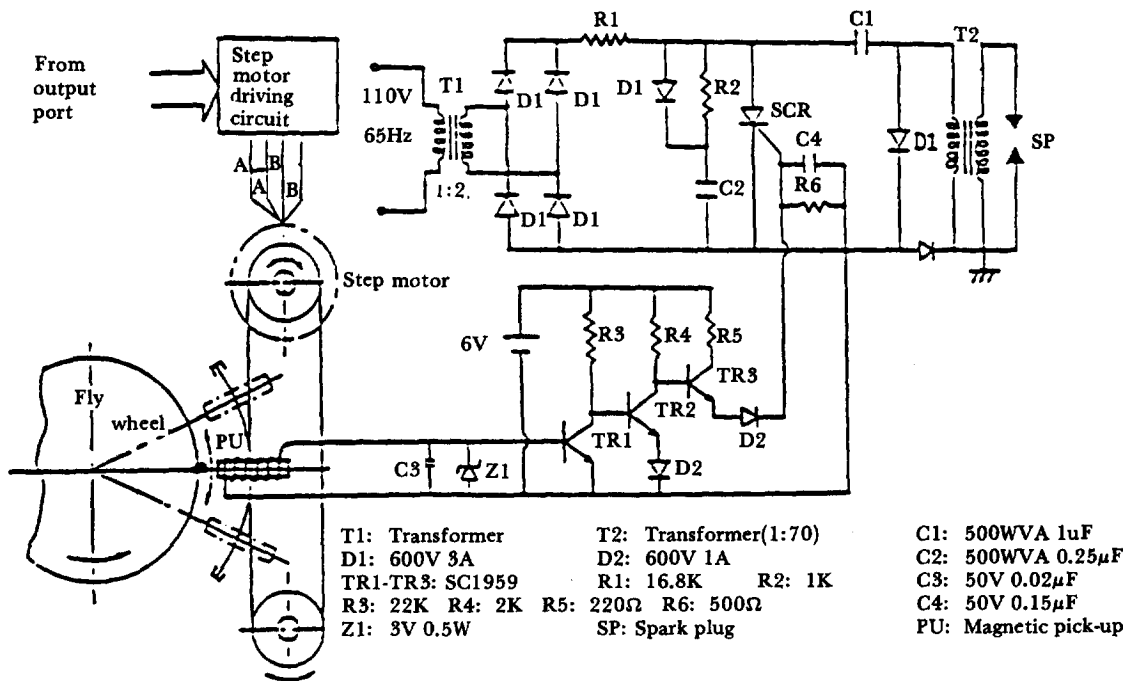 From
output
port
Step
motor
driving
circuit
A
B
A
B
110V
65Hz
T1
1:2.
D1
D1
D1
D1
R1
D1
R2
C2
SCR
C4
R6
C1
D1
T2
SP
Step motor
6V
R3
R4
R5
TR3
TR2
TR1
D2
D2
Fly
wheel
PU
C3
Z1
T1: Transformer T2: Transformer(1:70) C1: 500WVA 1uF
D1: 600V 3A D2: 600V 1A C2: 500WVA 0.25μF
TR1-TR3: SC1959 R1: 16.8K R2: 1K C3: 50V 0.02μF
R3: 22K R4: 2K R5: 220Ω R6: 500Ω C4: 50V 0.15μF
Z1: 3V 0.5W SP: Spark plug PU: Magnetic pick-up